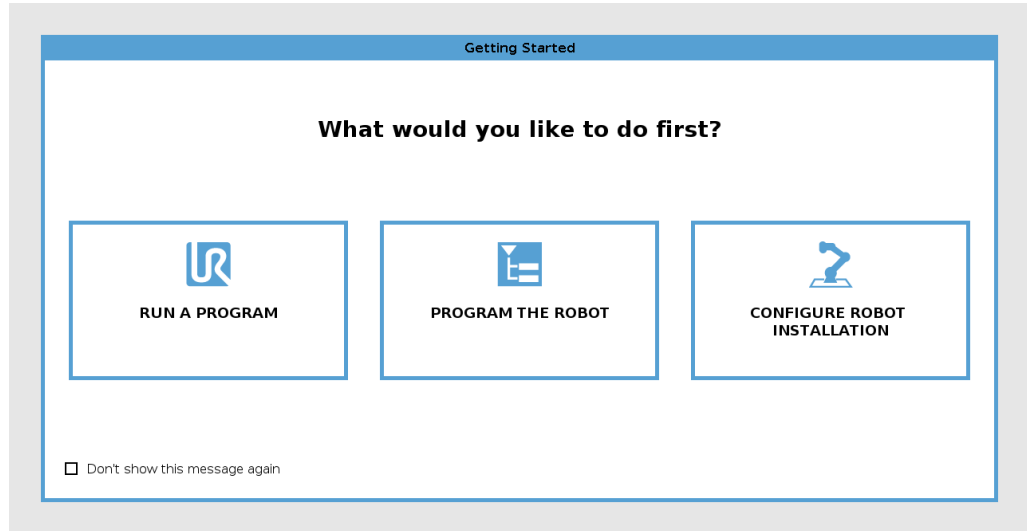 Getting Started
What would you like to do first?
UR
RUN A PROGRAM
PROGRAM THE ROBOT
CONFIGURE ROBOT
INSTALLATION
Don't show this message again